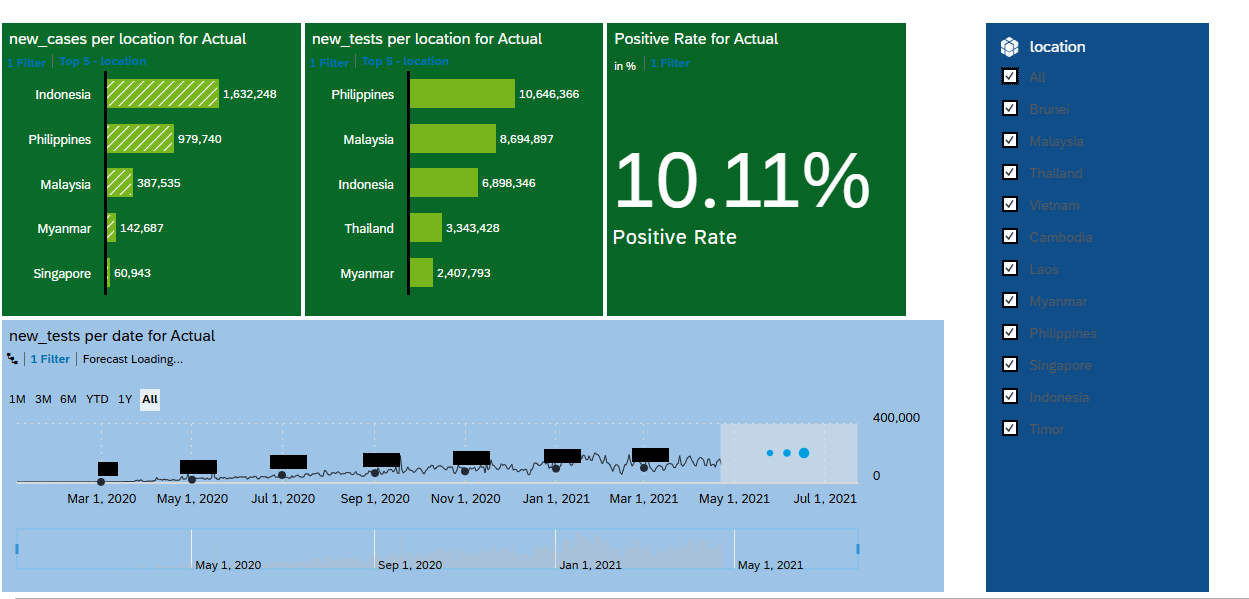 new_cases per location for Actual
1 Filter | Top 5 - location
Indonesia 1,632,248
Philippines 979,740
Malaysia 387,535
Myanmar 142,687
Singapore 60,943
new_tests per location for Actual
1 Filter | Top 5 - location
Philippines 10,646,366
Malaysia 8,694,897
Indonesia 6,898,346
Thailand 3,343,428
Myanmar 2,407,793
Positive Rate for Actual
in % | 1 Filter
10.11%
Positive Rate
new_tests per date for Actual
1 Filter | Forecast Loading...
1M 3M 6M YTD 1Y All
400,000
0
Mar 1, 2020 May 1, 2020 Jul 1, 2020 Sep 1, 2020 Nov 1, 2020 Jan 1, 2021 Mar 1, 2021 May 1, 2021 Jul 1, 2021
May 1, 2020 Sep 1, 2020 Jan 1, 2021 May 1, 2021
location
All
Brunei
Malaysia
Thailand
Vietnam
Cambodia
Laos
Myanmar
Philippines
Singapore
Indonesia
Timor